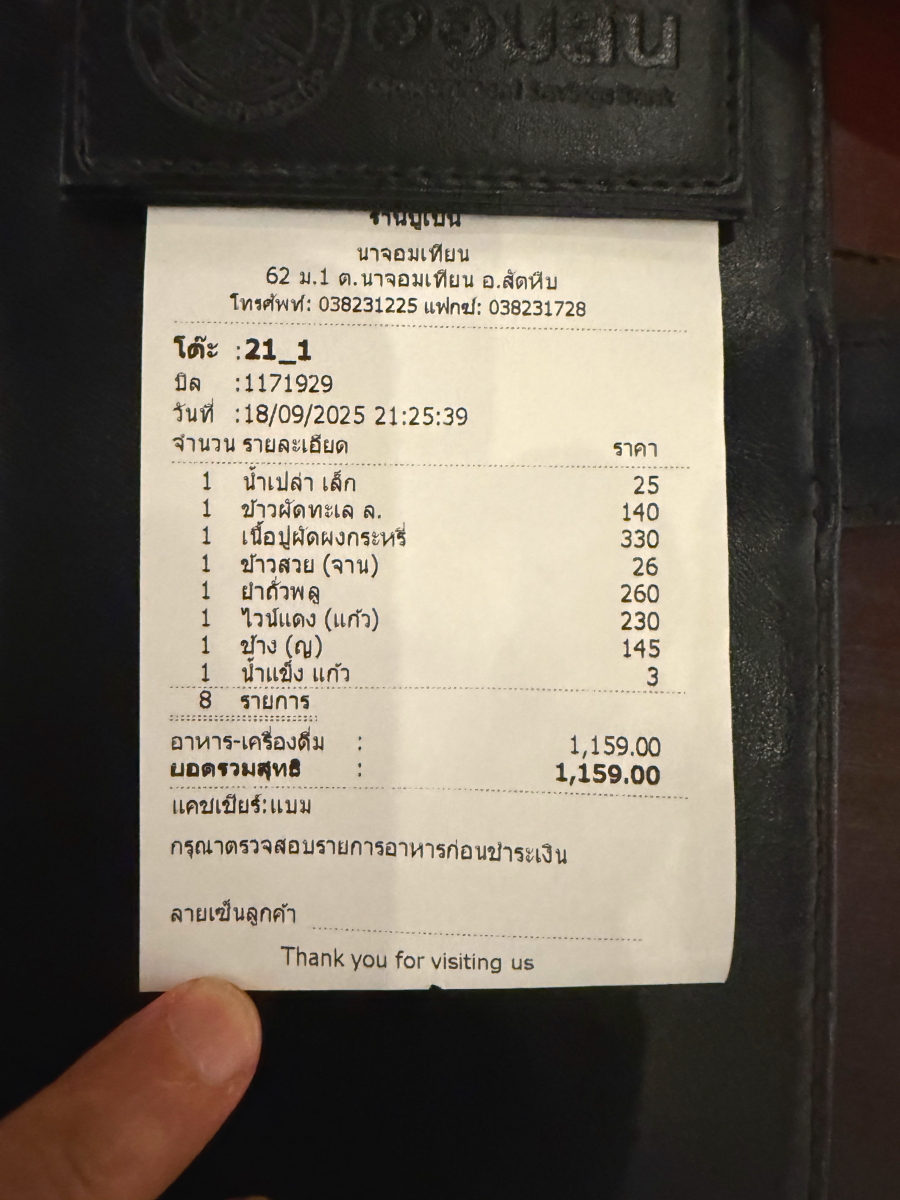 ออมสิน
Government Savings Bank
ร้านปูเป็น
นาจอมเทียน
62 ม.1 ต.นาจอมเทียน อ.สัตหีบ
โทรศัพท์: 038231225 แฟกซ์: 038231728
โต๊ะ :21_1
บิล :1171929
วันที่ :18/09/2025 21:25:39
จำนวน รายละเอียด ราคา
1 น้ำเปล่า เล็ก 25
1 ข้าวผัดทะเล ล. 140
1 เนื้อปูผัดผงกระหรี่ 330
1 ข้าวสวย (จาน) 26
1 ยำถั่วพลู 260
1 ไวน์แดง (แก้ว) 230
1 ช้าง (ญ) 145
1 น้ำแข็ง แก้ว 3
8 รายการ
อาหาร-เครื่องดื่ม : 1,159.00
ยอดรวมสุทธิ : 1,159.00
แคชเชียร์:แบม
กรุณาตรวจสอบรายการอาหารก่อนชำระเงิน
ลายเซ็นลูกค้า
Thank you for visiting us